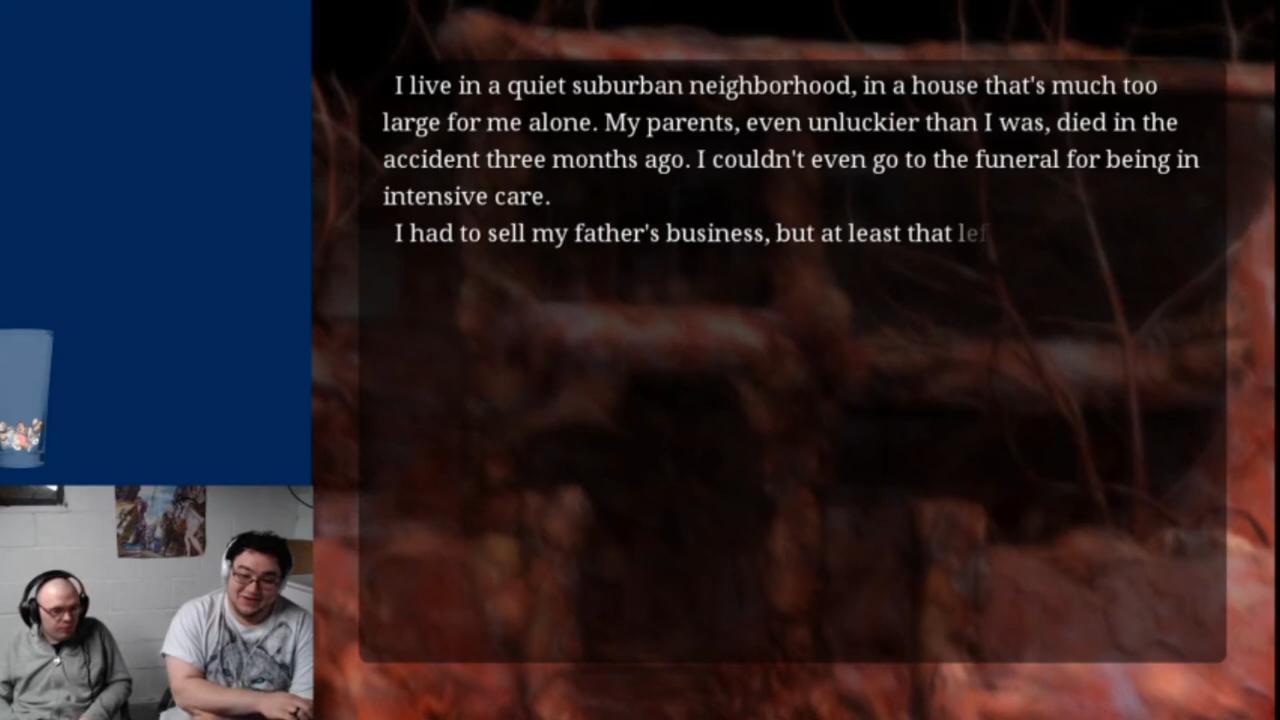 I live in a quiet suburban neighborhood, in a house that's much too
large for me alone. My parents, even unluckier than I was, died in the
accident three months ago. I couldn't even go to the funeral for being in
intensive care.
I had to sell my father's business, but at least that lef